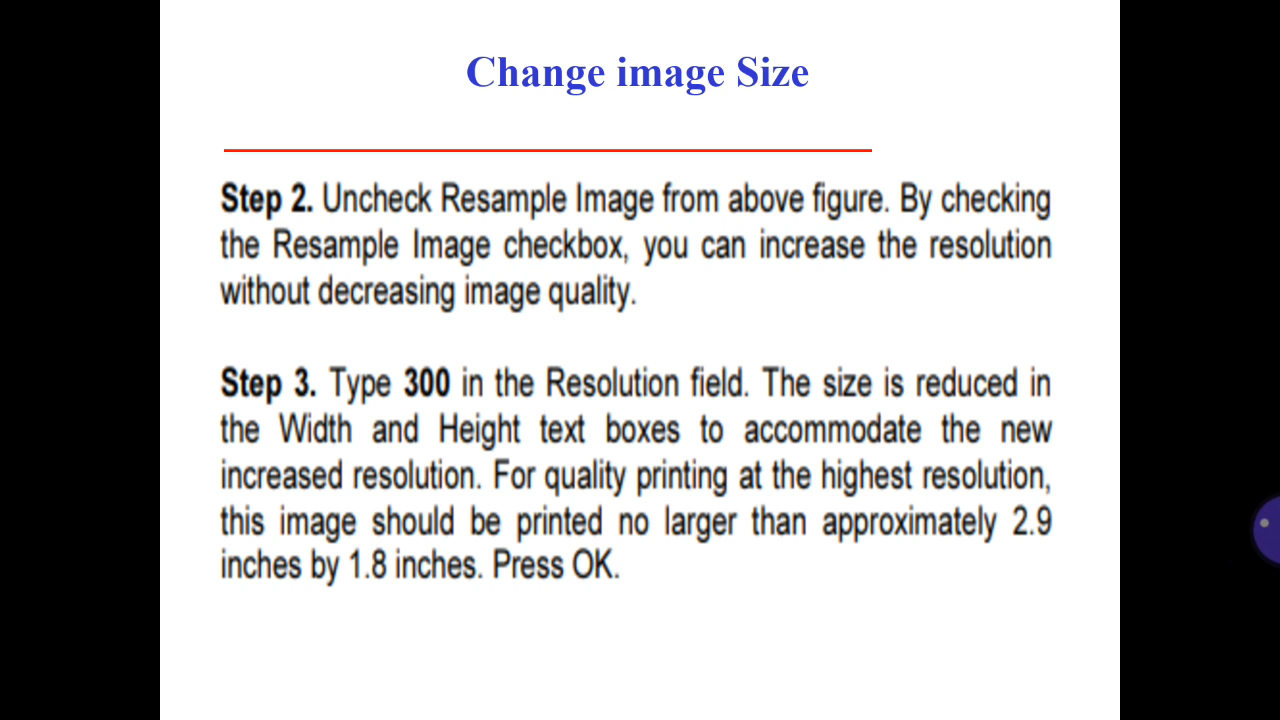 Change image Size
Step 2. Uncheck Resample Image from above figure. By checking
the Resample Image checkbox, you can increase the resolution
without decreasing image quality.
Step 3. Type 300 in the Resolution field. The size is reduced in
the Width and Height text boxes to accommodate the new
increased resolution. For quality printing at the highest resolution,
this image should be printed no larger than approximately 2.9
inches by 1.8 inches. Press OK.